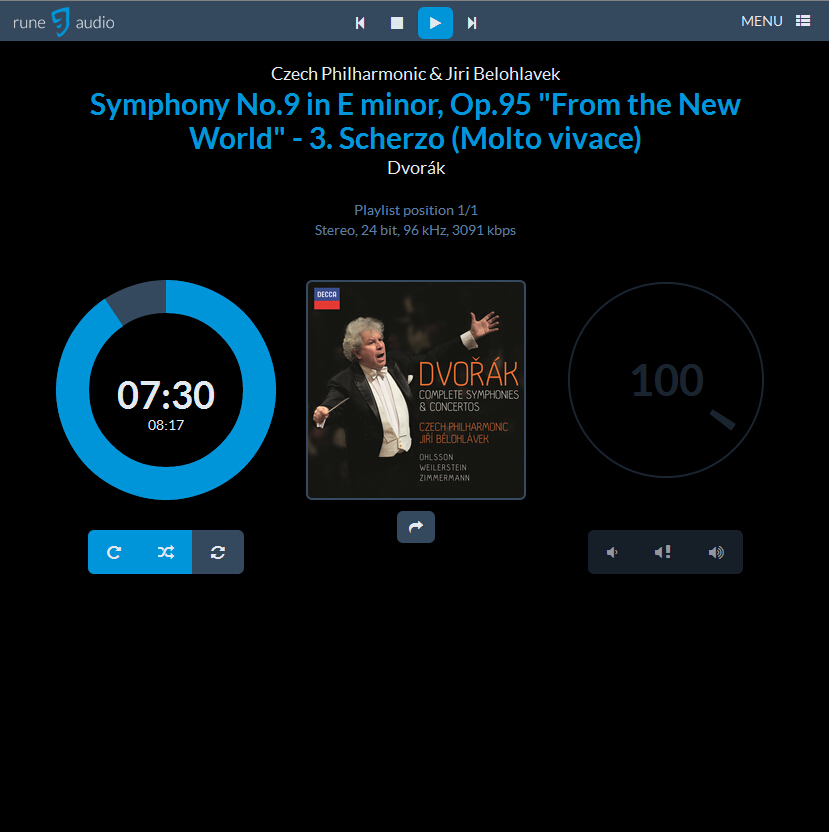 rune audio
MENU
Czech Philharmonic & Jiri Belohlavek
Symphony No.9 in E minor, Op.95 "From the New
World" - 3. Scherzo (Molto vivace)
Dvorák
Playlist position 1/1
Stereo, 24 bit, 96 kHz, 3091 kbps
07:30
08:17
DECCA
DVOŘÁK
COMPLETE SYMPHONIES
& CONCERTOS
CZECH PHILHARMONIC
JIŘÍ BĚLOHLÁVEK
OHLSSON
WEILERSTEIN
ZIMMERMANN
100